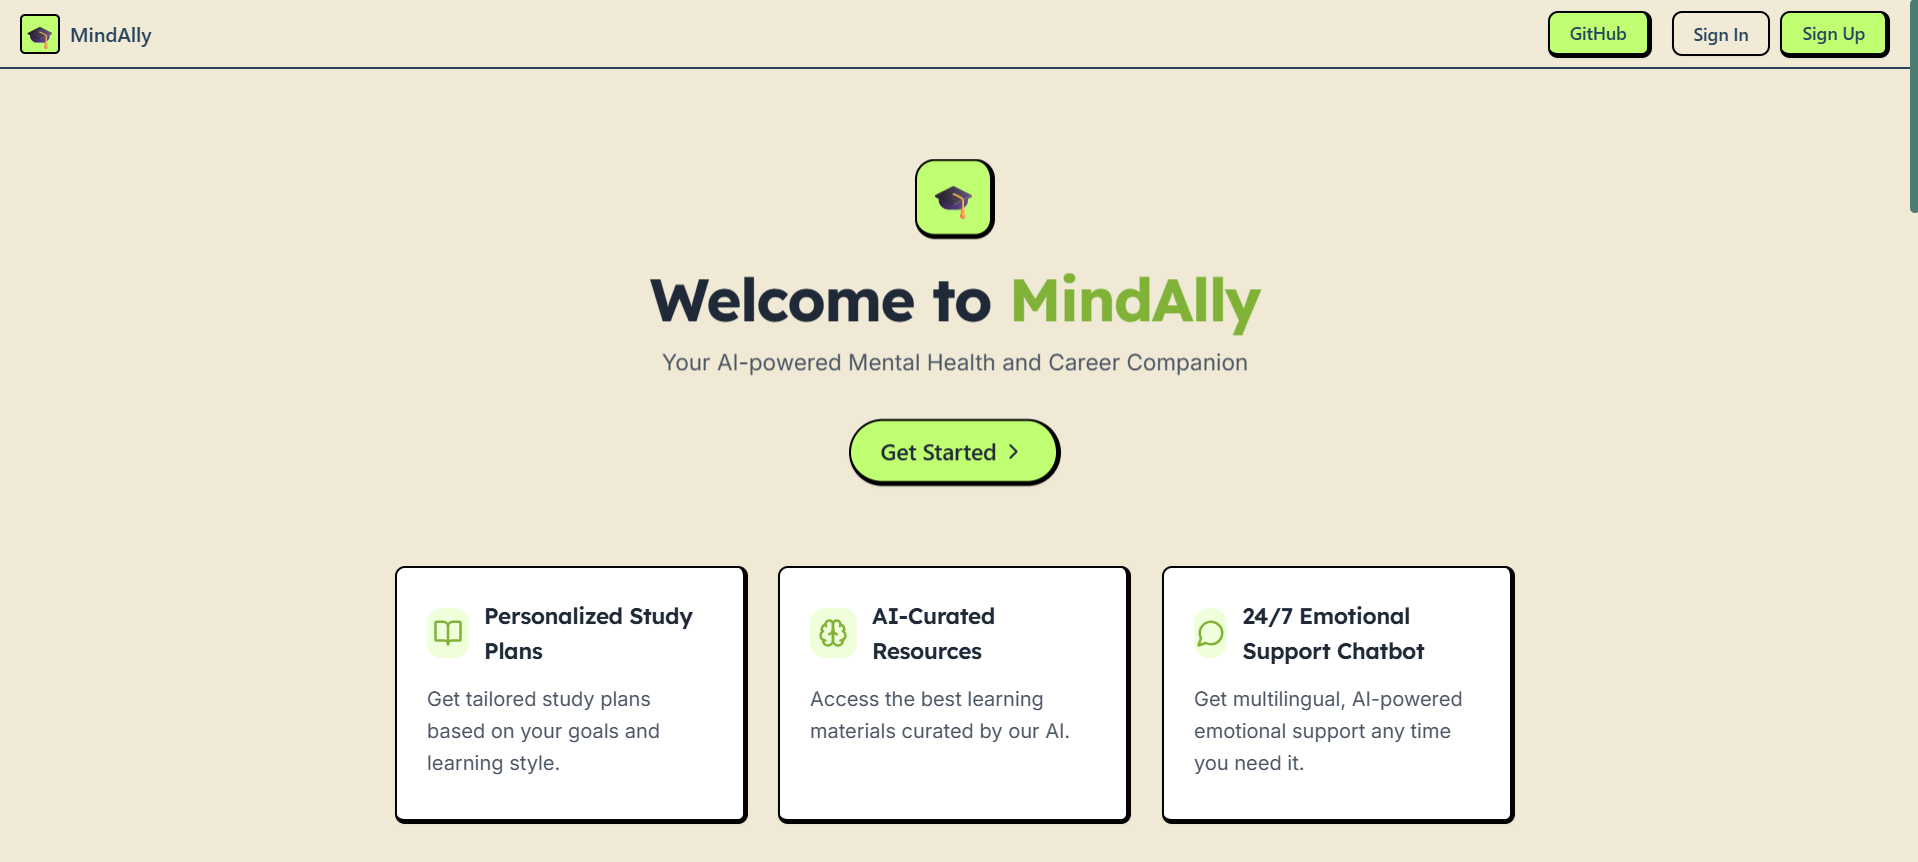 MindAlly
GitHub
Sign In
Sign Up
Welcome to MindAlly
Your AI-powered Mental Health and Career Companion
Get Started
Personalized Study
Plans
Get tailored study plans
based on your goals and
learning style.
AI-Curated
Resources
Access the best learning
materials curated by our AI.
24/7 Emotional
Support Chatbot
Get multilingual, AI-powered
emotional support any time
you need it.